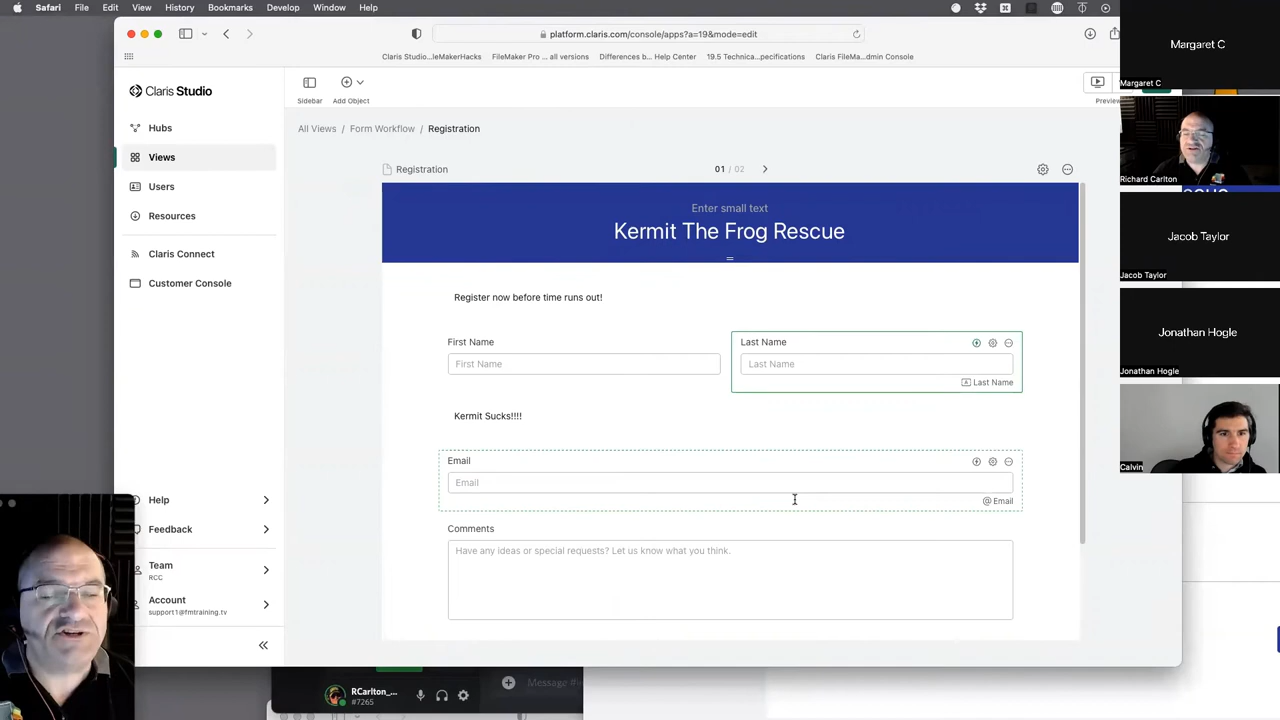 Safari File Edit View History Bookmarks Develop Window Help
platform.claris.com/console/apps?a=19&mode=edit
Claris Studio...leMakerHacks FileMaker Pro ... all versions Differences b... Help Center 19.5 Technica...pecifications Claris FileMa...dmin Console
Claris Studio
Hubs
Views
Users
Resources
Claris Connect
Customer Console
Help
Feedback
Team
RCC
Account
support1@fmtraining.tv
Sidebar
Add Object
Preview
All Views / Form Workflow / Registration
Registration
01 / 02
Enter small text
Kermit The Frog Rescue
Register now before time runs out!
First Name
First Name
Last Name
Last Name
Last Name
Kermit Sucks!!!!
Email
Email
@ Email
Comments
Have any ideas or special requests? Let us know what you think.
RCarlton_...
#7265
Message #
Margaret C
Margaret C
Richard Carlton
Jacob Taylor
Jacob Taylor
Jonathan Hogle
Jonathan Hogle
Calvin